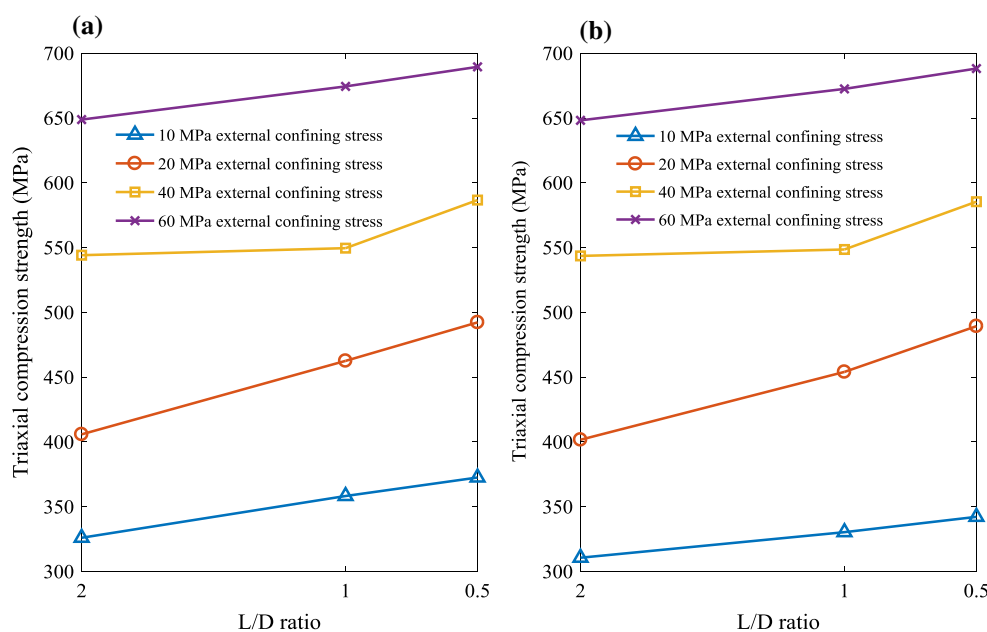 (a)
700
650
600
550
500
450
400
350
300
Triaxial compression strength (MPa)
10 MPa external confining stress
20 MPa external confining stress
40 MPa external confining stress
60 MPa external confining stress
2
1
0.5
L/D ratio
(b)
700
650
600
550
500
450
400
350
300
Triaxial compression strength (MPa)
10 MPa external confining stress
20 MPa external confining stress
40 MPa external confining stress
60 MPa external confining stress
2
1
0.5
L/D ratio